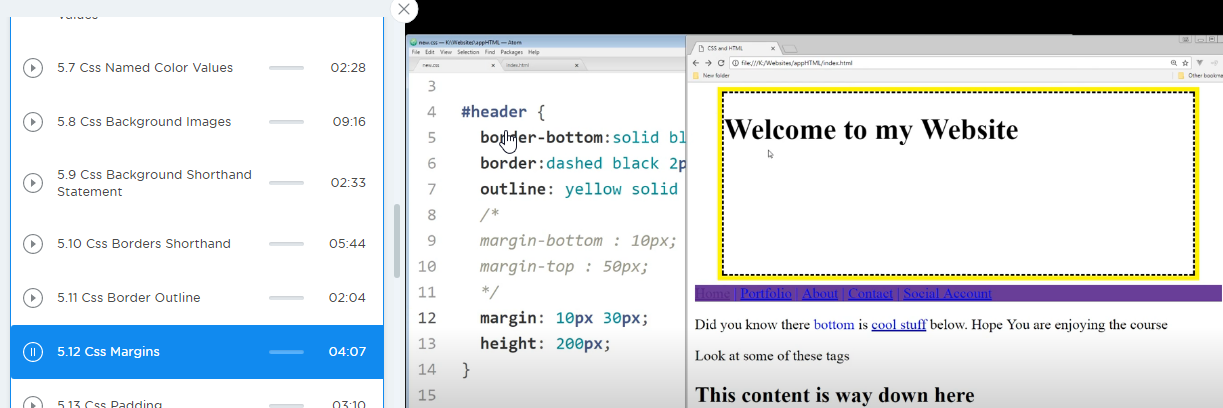 Values
5.7 Css Named Color Values 02:28
5.8 Css Background Images 09:16
5.9 Css Background Shorthand
Statement 02:33
5.10 Css Borders Shorthand 05:44
5.11 Css Border Outline 02:04
5.12 Css Margins 04:07
5.13 Css Padding 03:10
new.css — K:\Websites\appHTML — Atom
File Edit View Selection Find Packages Help
new.css × index.html ×
3
4 #header {
5 border-bottom:solid bl
6 border:dashed black 2p
7 outline: yellow solid
8 /*
9 margin-bottom : 10px;
10 margin-top : 50px;
11 */
12 margin: 10px 30px;
13 height: 200px;
14 }
15
CSS and HTML ×
file:///K:/Websites/appHTML/index.html
New folder Other bookma
Welcome to my Website
Home | Portfolio | About | Contact | Social Account
Did you know there bottom is cool stuff below. Hope You are enjoying the course
Look at some of these tags
This content is way down here